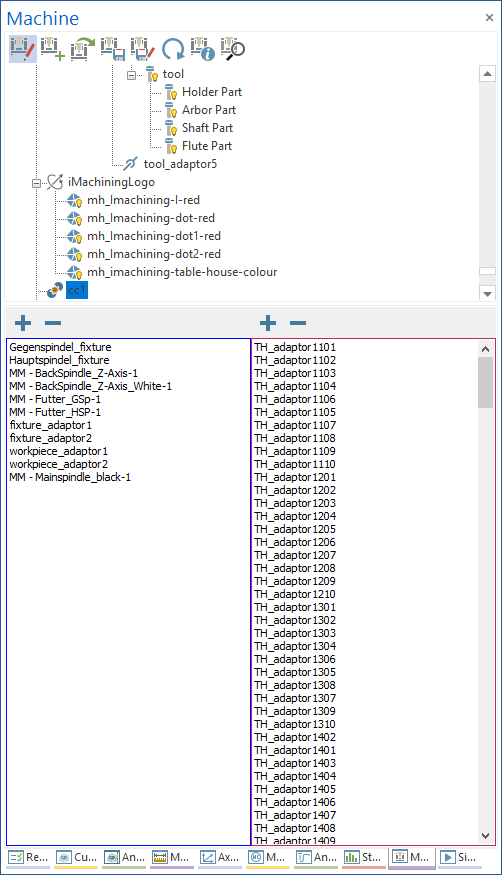 Machine
tool
Holder Part
Arbor Part
Shaft Part
Flute Part
tool_adaptor5
iMachiningLogo
mh_Imachining-I-red
mh_Imachining-dot-red
mh_Imachining-dot1-red
mh_Imachining-dot2-red
mh_imachining-table-house-colour
cc1
Gegenspindel_fixture
Hauptspindel_fixture
MM - BackSpindle_Z-Axis-1
MM - BackSpindle_Z-Axis_White-1
MM - Futter_GSp-1
MM - Futter_HSP-1
fixture_adaptor1
fixture_adaptor2
workpiece_adaptor1
workpiece_adaptor2
MM - Mainspindle_black-1
TH_adaptor1101
TH_adaptor1102
TH_adaptor1103
TH_adaptor1104
TH_adaptor1106
TH_adaptor1105
TH_adaptor1107
TH_adaptor1108
TH_adaptor1109
TH_adaptor1110
TH_adaptor1201
TH_adaptor1202
TH_adaptor1203
TH_adaptor1204
TH_adaptor1205
TH_adaptor1206
TH_adaptor1207
TH_adaptor1208
TH_adaptor1209
TH_adaptor1210
TH_adaptor1301
TH_adaptor1302
TH_adaptor1303
TH_adaptor1304
TH_adaptor1306
TH_adaptor1305
TH_adaptor1308
TH_adaptor1307
TH_adaptor1309
TH_adaptor1310
TH_adaptor1402
TH_adaptor1401
TH_adaptor1403
TH_adaptor1404
TH_adaptor1405
TH_adaptor1406
TH_adaptor1407
TH_adaptor1408
TH_adaptor1409
Re... Cu... An... M... Ax... M... An... St... M... Si...